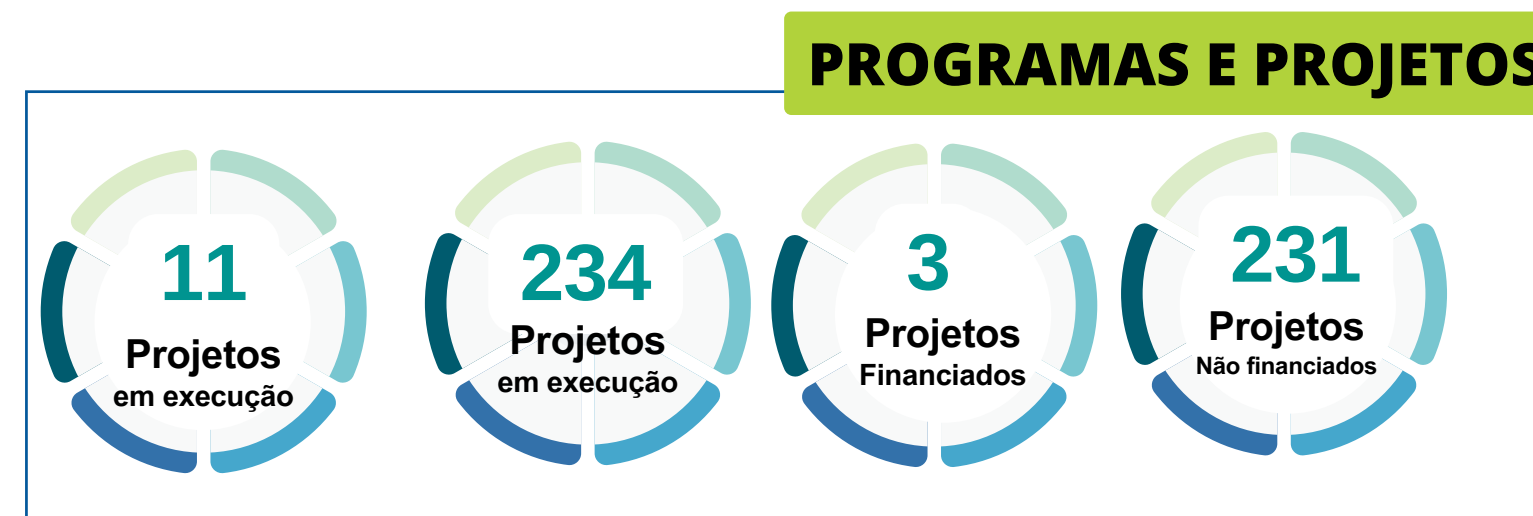 PROGRAMAS E PROJETOS
11
Projetos
em execução
234
Projetos
em execução
3
Projetos
Financiados
231
Projetos
Não financiados